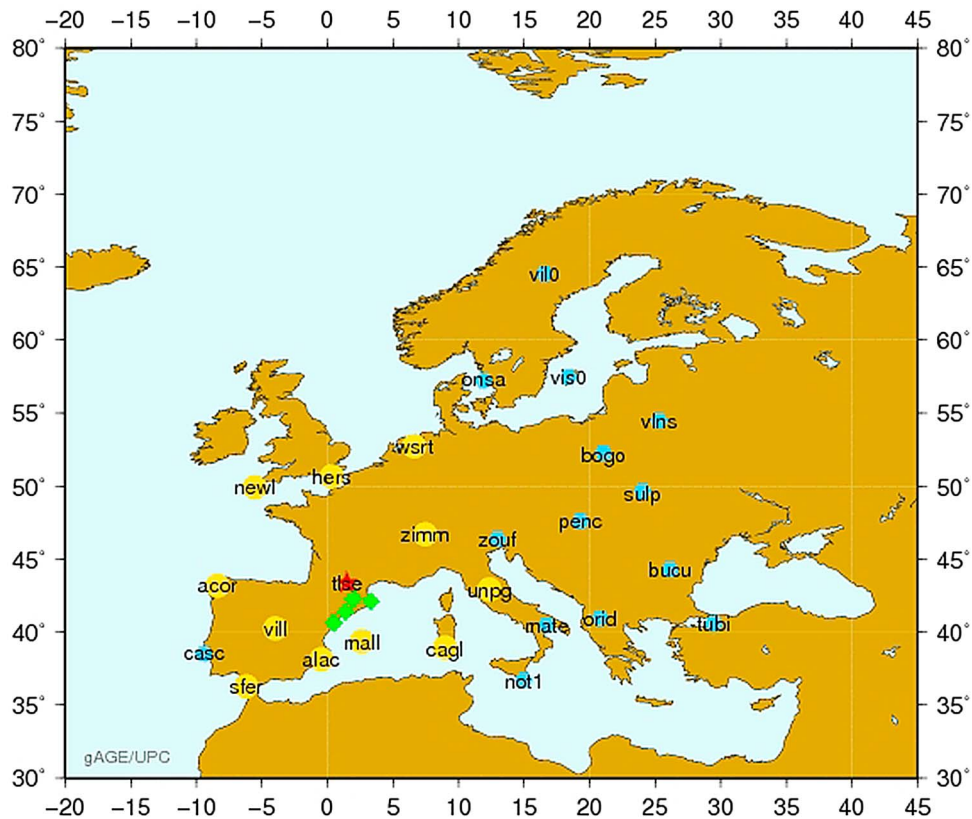 −20 −15 −10 −5 0 5 10 15 20 25 30 35 40 45
80˚ 80˚
75˚ 75˚
70˚ 70˚
65˚ 65˚
vil0
60˚ 60˚
onsa vis0
55˚ 55˚
vlns
wsrt bogo
hers
newl 50˚ 50˚
sulp
penc
zimm zouf
45˚ 45˚
bucu
acor tlse unpg
vill mate orid tubi
40˚ 40˚
casc mall cagl
alac
not1
sfer
35˚ 35˚
gAGE/UPC
30˚ 30˚
−20 −15 −10 −5 0 5 10 15 20 25 30 35 40 45